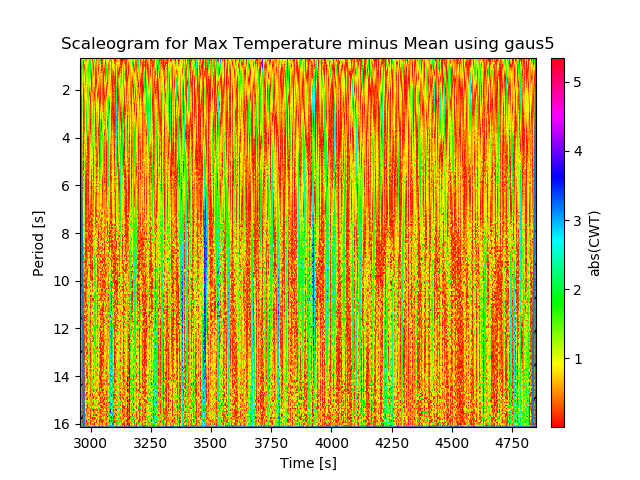 Scaleogram for Max Temperature minus Mean using gaus5
2
4
6
8
10
12
14
16
Period [s]
3000 3250 3500 3750 4000 4250 4500 4750
Time [s]
5
4
3
2
1
abs(CWT)